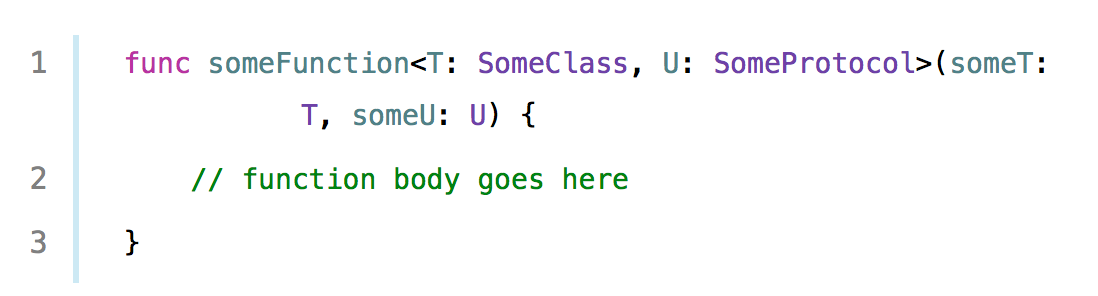 1 func someFunction<T: SomeClass, U: SomeProtocol>(someT:
T, someU: U) {
2 // function body goes here
3 }